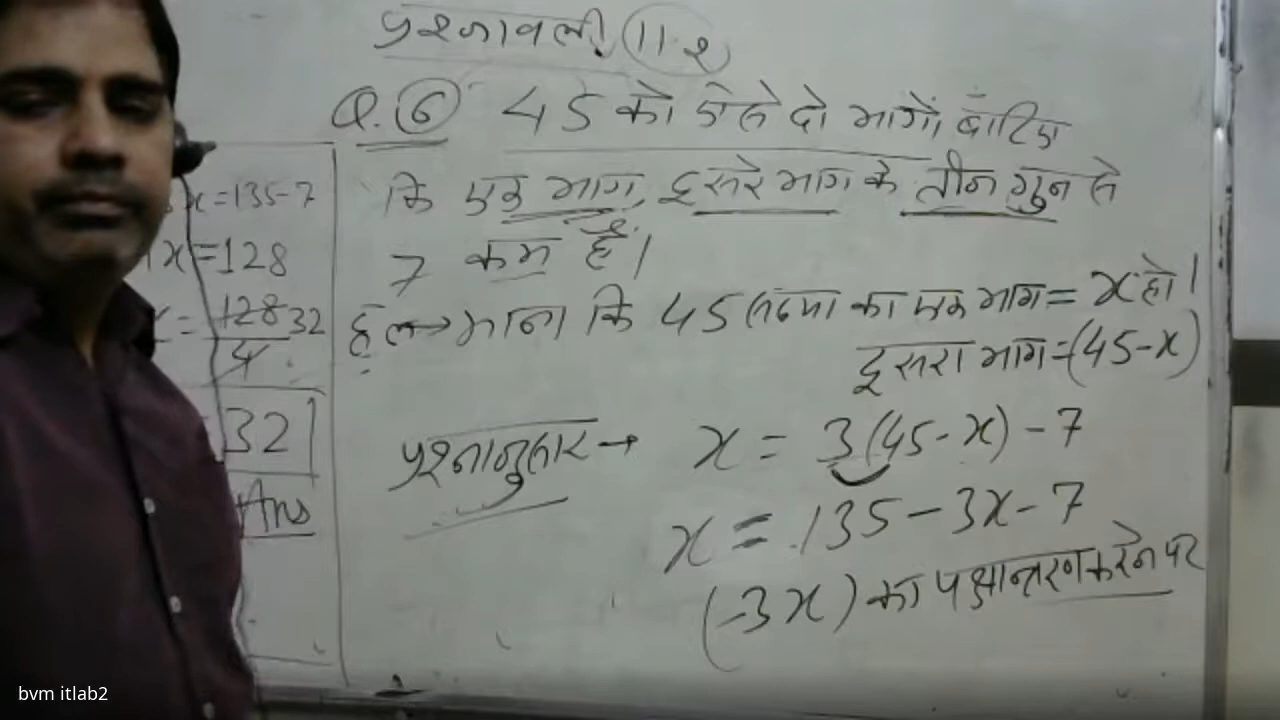 प्रश्नावली 11.2
Q. 6 45 को ऐसे दो भागों बाँटिए
कि एक भाग, दूसरे भाग के तीन गुने से
7 कम है।
हल→ माना कि 45 संख्या का एक भाग = x हो।
दूसरा भाग = (45-x)
प्रश्नानुसार → x = 3(45-x) - 7
x = 135 - 3x - 7
(-3x) का पक्षान्तरण करने पर
x = 135-7
x = 128
= 128 32
4
32
Ans
bvm itlab2